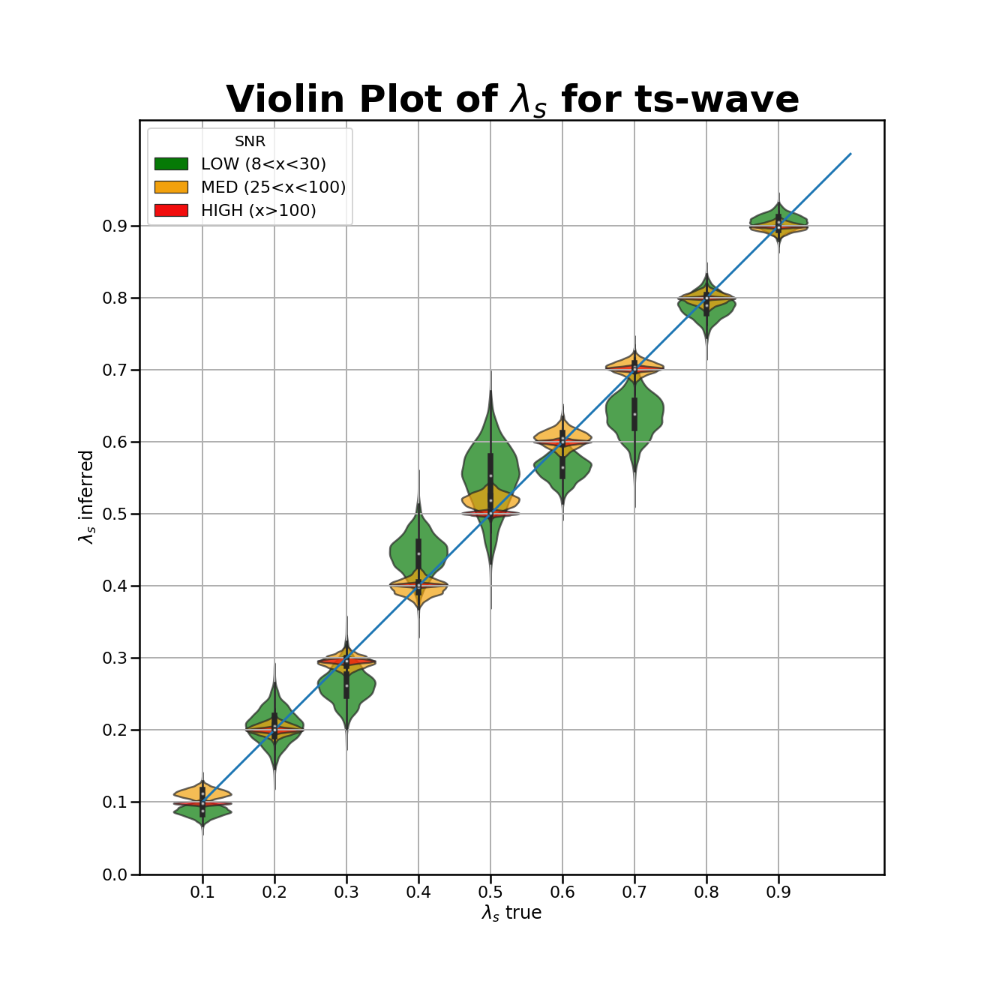 Violin Plot of λₛ for ts-wave
SNR
LOW (8<x<30)
MED (25<x<100)
HIGH (x>100)
0.9
0.8
0.7
0.6
0.5
0.4
0.3
0.2
0.1
0.0
λₛ inferred
0.1 0.2 0.3 0.4 0.5 0.6 0.7 0.8 0.9
λₛ true